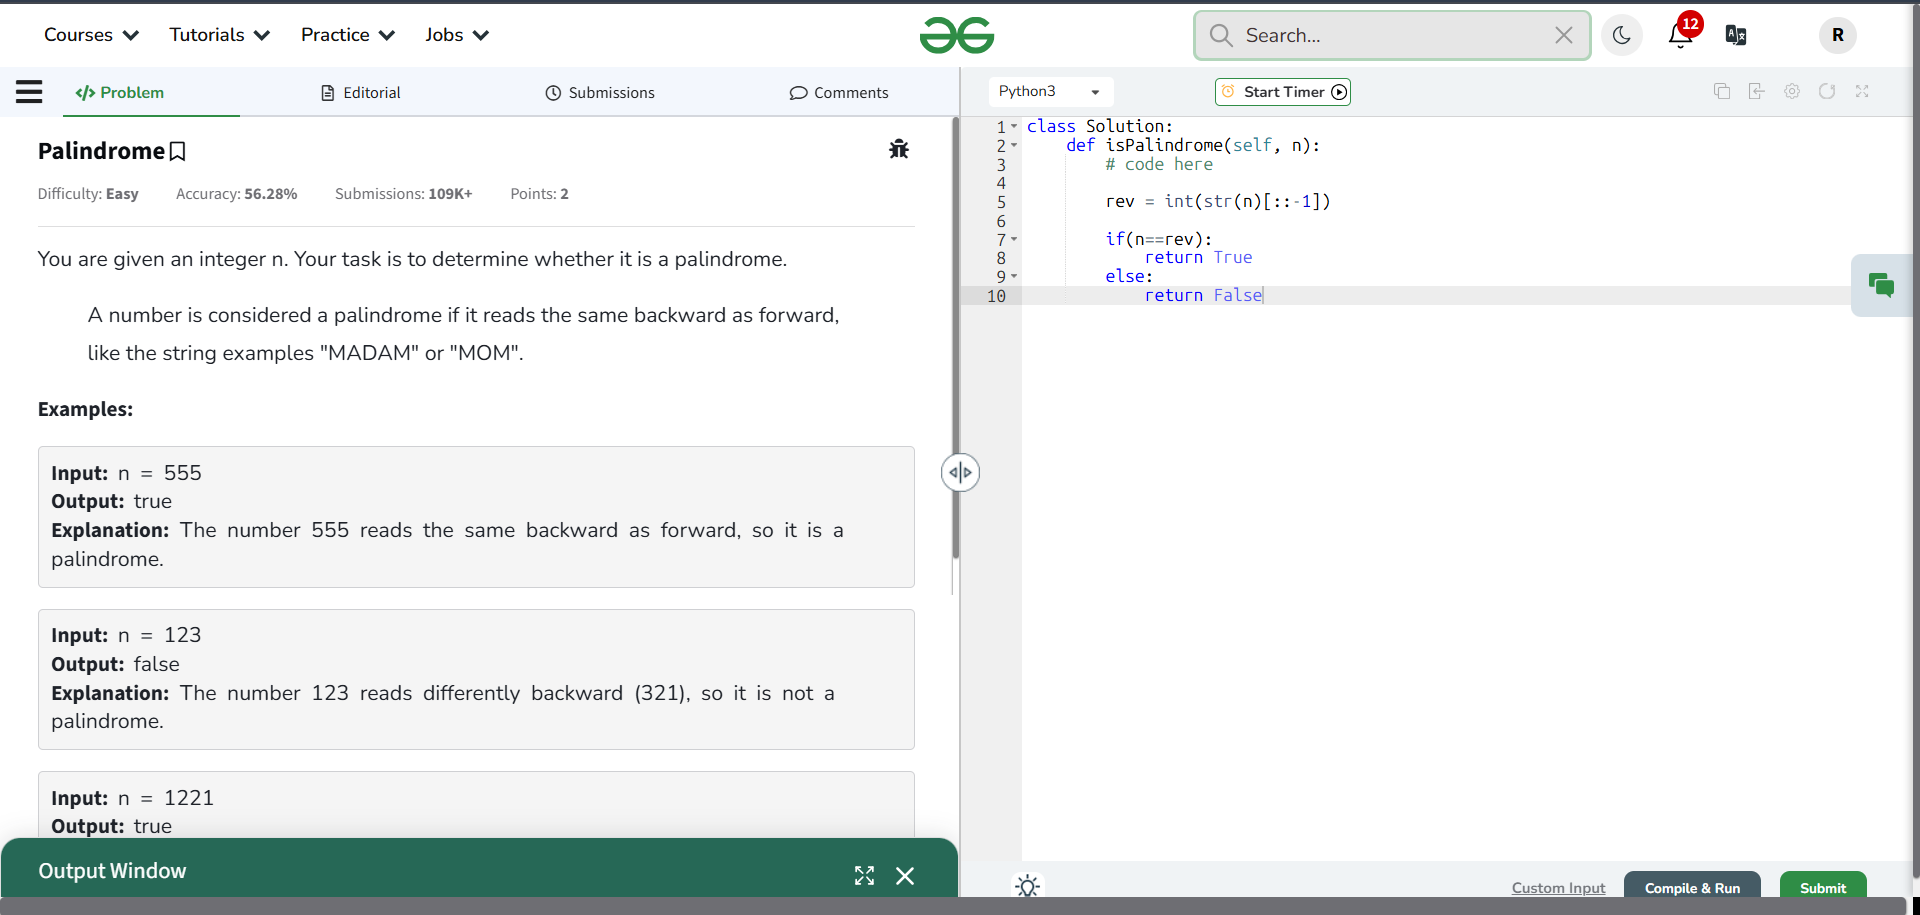 Courses Tutorials Practice Jobs
Search...
12
R
</> Problem Editorial Submissions Comments
Python3
Start Timer
Palindrome
Difficulty: Easy Accuracy: 56.28% Submissions: 109K+ Points: 2
You are given an integer n. Your task is to determine whether it is a palindrome.
A number is considered a palindrome if it reads the same backward as forward,
like the string examples "MADAM" or "MOM".
Examples:
Input: n = 555
Output: true
Explanation: The number 555 reads the same backward as forward, so it is a
palindrome.
Input: n = 123
Output: false
Explanation: The number 123 reads differently backward (321), so it is not a
palindrome.
Input: n = 1221
Output: true
Output Window
1 class Solution:
2     def isPalindrome(self, n):
3         # code here
4
5         rev = int(str(n)[::-1])
6
7         if(n==rev):
8             return True
9         else:
10             return False
Custom Input
Compile & Run
Submit